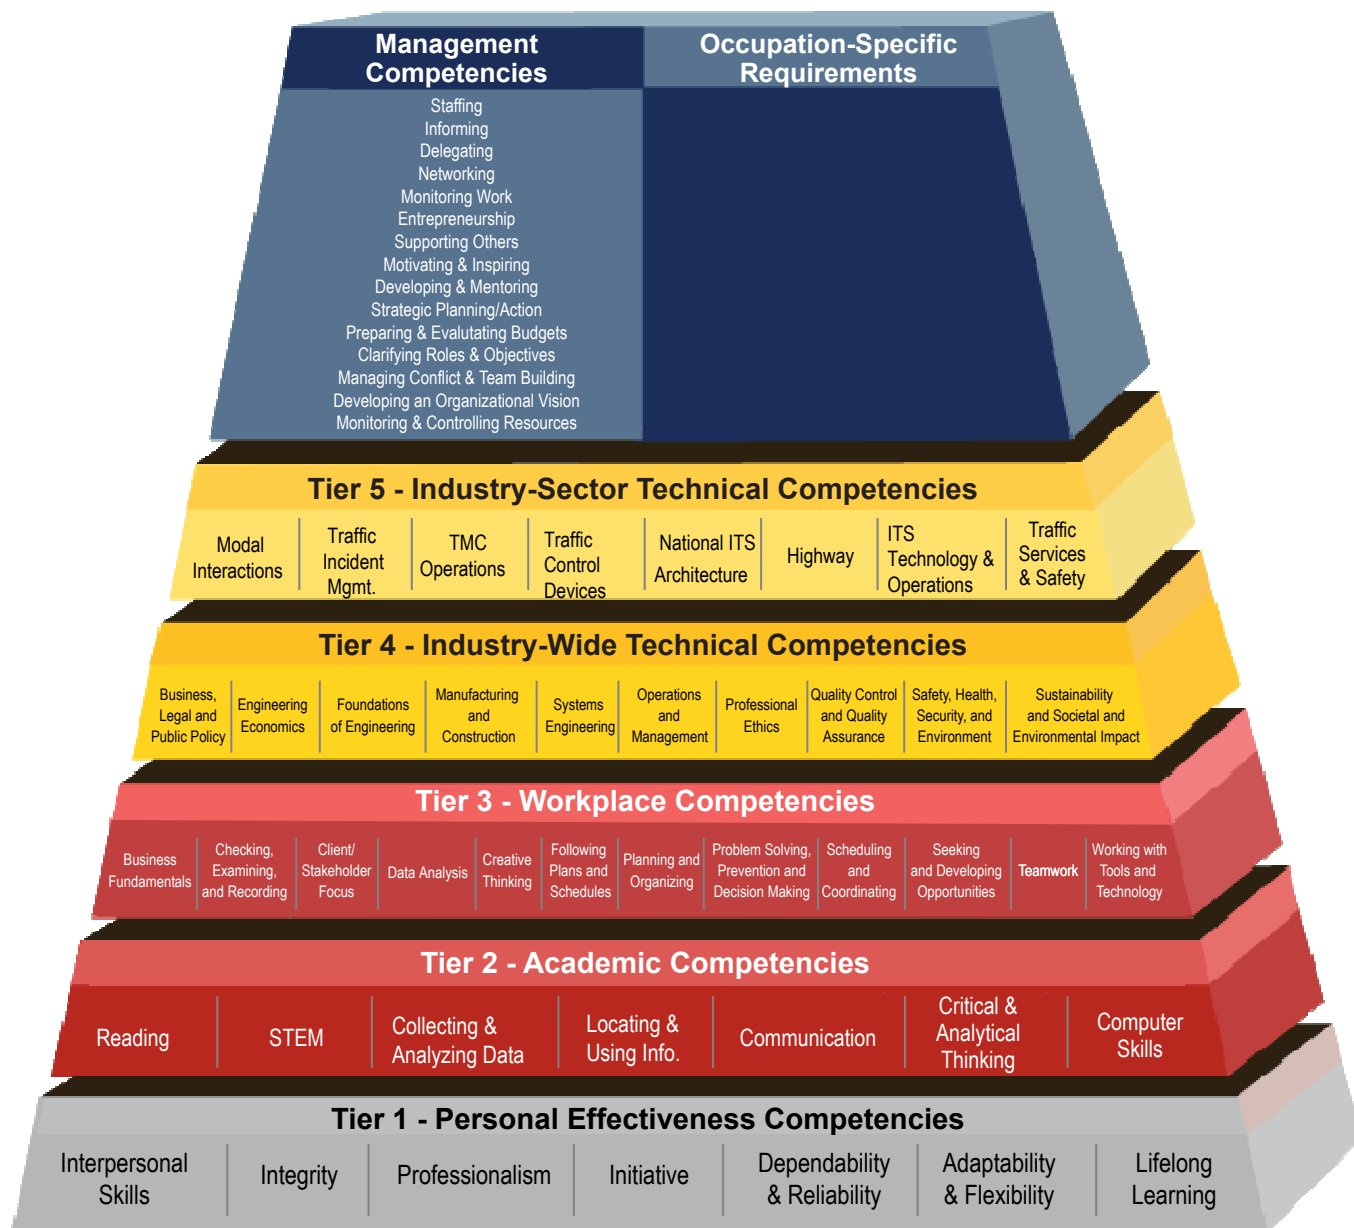 Management
Competencies
Occupation-Specific
Requirements
Staffing
Informing
Delegating
Networking
Monitoring Work
Entrepreneurship
Supporting Others
Motivating & Inspiring
Developing & Mentoring
Strategic Planning/Action
Preparing & Evalutating Budgets
Clarifying Roles & Objectives
Managing Conflict & Team Building
Developing an Organizational Vision
Monitoring & Controlling Resources
Tier 5 - Industry-Sector Technical Competencies
Modal
Interactions
Traffic
Incident
Mgmt.
TMC
Operations
Traffic
Control
Devices
National ITS
Architecture
Highway
ITS
Technology &
Operations
Traffic
Services
& Safety
Tier 4 - Industry-Wide Technical Competencies
Business,
Legal and
Public Policy
Engineering
Economics
Foundations
of Engineering
Manufacturing
and
Construction
Systems
Engineering
Operations
and
Management
Professional
Ethics
Quality Control
and Quality
Assurance
Safety, Health,
Security, and
Environment
Sustainability
and Societal and
Environmental Impact
Tier 3 - Workplace Competencies
Business
Fundamentals
Checking,
Examining,
and Recording
Client/
Stakeholder
Focus
Data Analysis
Creative
Thinking
Following
Plans and
Schedules
Planning and
Organizing
Problem Solving,
Prevention and
Decision Making
Scheduling
and
Coordinating
Seeking
and Developing
Opportunities
Teamwork
Working with
Tools and
Technology
Tier 2 - Academic Competencies
Reading
STEM
Collecting &
Analyzing Data
Locating &
Using Info.
Communication
Critical &
Analytical
Thinking
Computer
Skills
Tier 1 - Personal Effectiveness Competencies
Interpersonal
Skills
Integrity
Professionalism
Initiative
Dependability
& Reliability
Adaptability
& Flexibility
Lifelong
Learning